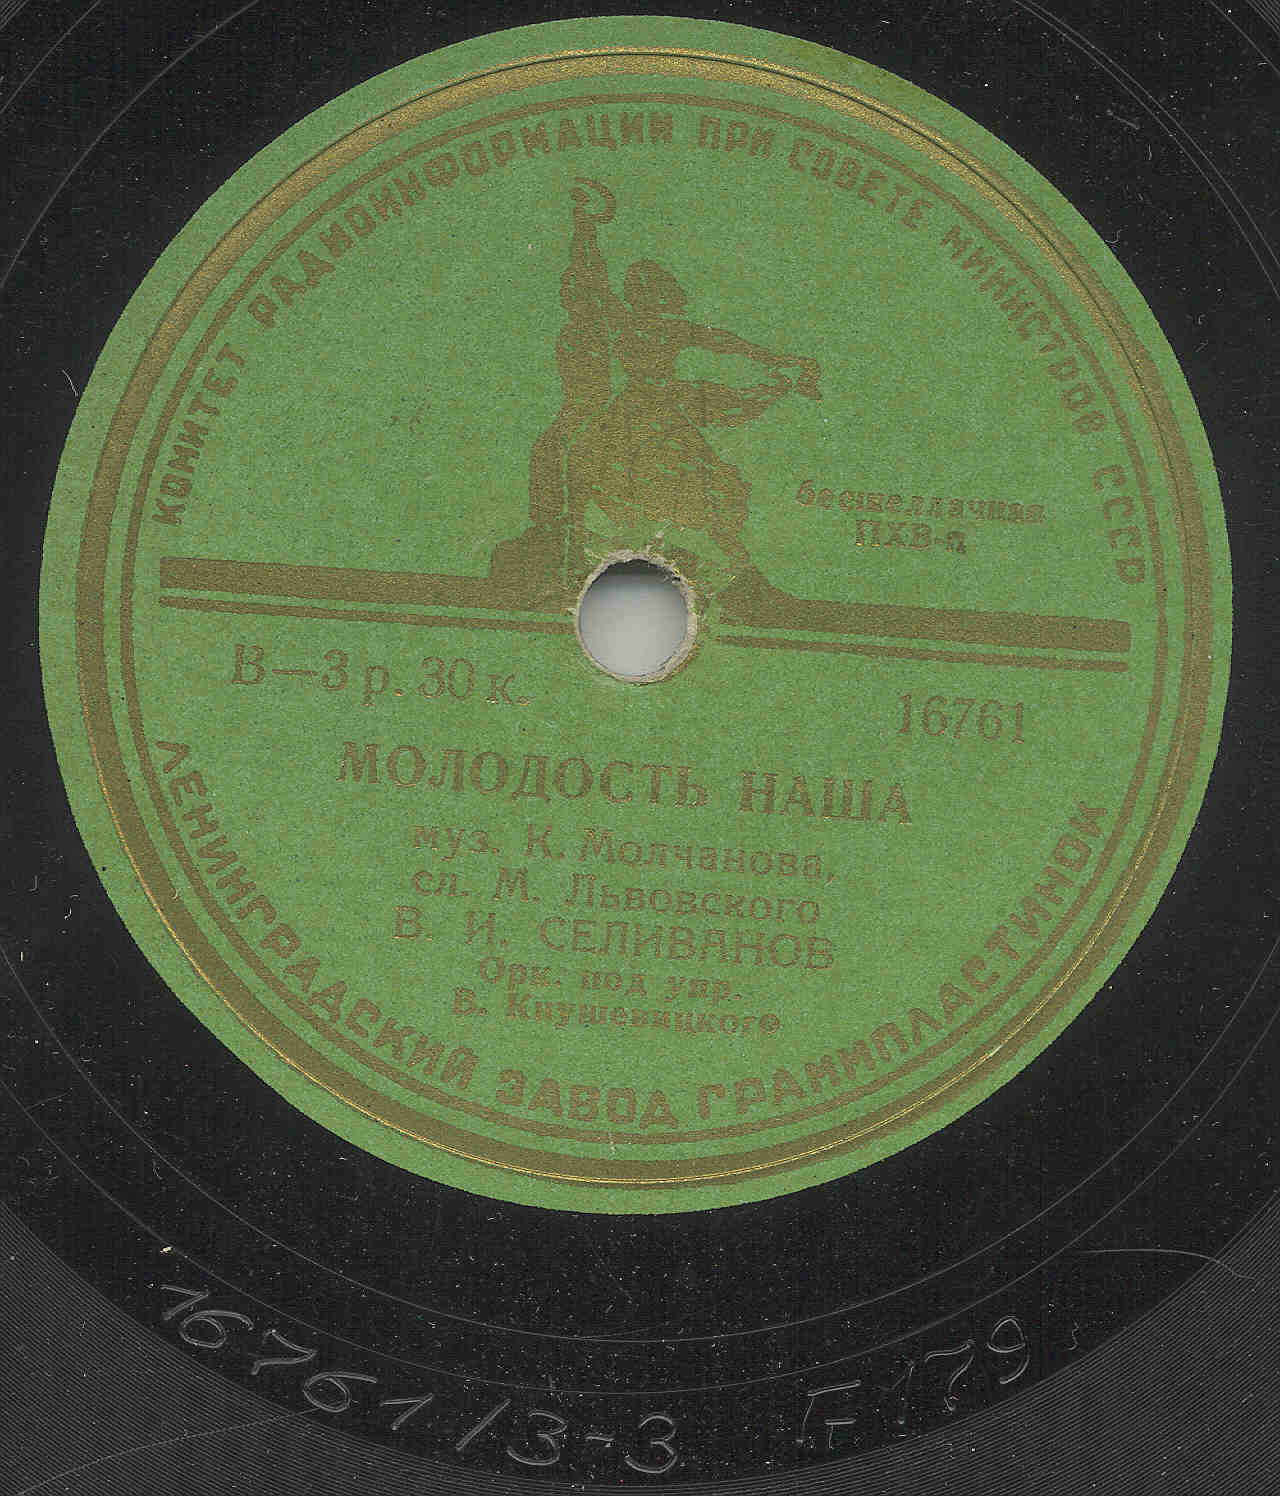 КОМИТЕТ РАДИОИНФОРМАЦИИ ПРИ СОВЕТЕ МИНИСТРОВ СССР
бесшеллачная
ПХВ-а
В—3 р. 30 к.
16761
МОЛОДОСТЬ НАША
муз. К. Молчанова,
сл. М. Львовского
В. И. СЕЛИВАНОВ
Орк. под упр.
В. Кнушевицкого
ЛЕНИНГРАДСКИЙ ЗАВОД ГРАМПЛАСТИНОК
16761/3-3 F179